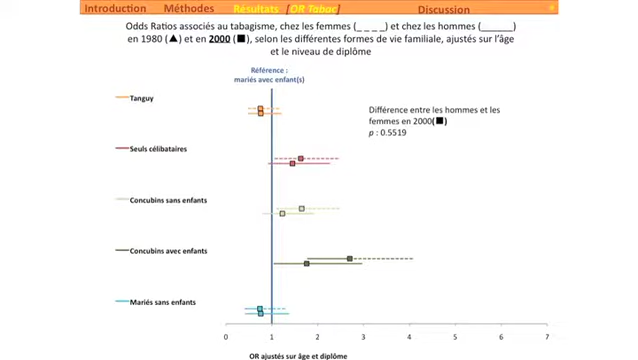 Introduction Méthodes Résultats [OR Tabac] Discussion
Odds Ratios associés au tabagisme, chez les femmes (_ _ _ _) et chez les hommes (_____)
en 1980 (▲) et en 2000 (■), selon les différentes formes de vie familiale, ajustés sur l'âge
et le niveau de diplôme
Référence :
mariés avec enfant(s)
Tanguy
Différence entre les hommes et les
femmes en 2000(■)
p : 0.5519
Seuls célibataires
Concubins sans enfants
Concubins avec enfants
Mariés sans enfants
0 1 2 3 4 5 6 7
OR ajustés sur âge et diplôme